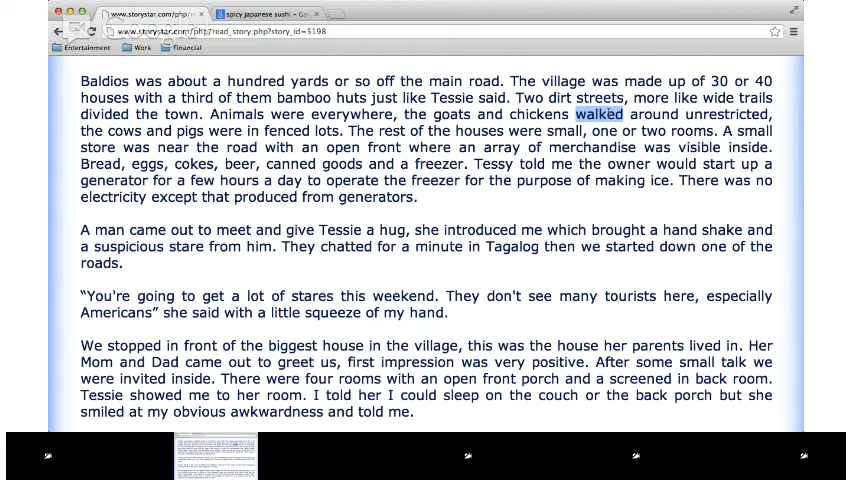 www.storystar.com/php/r
spicy japanese sushi - Go
www.storystar.com/php/read_story.php?story_id=5198
Google
Entertainment
Work
Financial
Baldios was about a hundred yards or so off the main road. The village was made up of 30 or 40
houses with a third of them bamboo huts just like Tessie said. Two dirt streets, more like wide trails
divided the town. Animals were everywhere, the goats and chickens walked around unrestricted,
the cows and pigs were in fenced lots. The rest of the houses were small, one or two rooms. A small
store was near the road with an open front where an array of merchandise was visible inside.
Bread, eggs, cokes, beer, canned goods and a freezer. Tessy told me the owner would start up a
generator for a few hours a day to operate the freezer for the purpose of making ice. There was no
electricity except that produced from generators.
A man came out to meet and give Tessie a hug, she introduced me which brought a hand shake and
a suspicious stare from him. They chatted for a minute in Tagalog then we started down one of the
roads.
“You're going to get a lot of stares this weekend. They don't see many tourists here, especially
Americans” she said with a little squeeze of my hand.
We stopped in front of the biggest house in the village, this was the house her parents lived in. Her
Mom and Dad came out to greet us, first impression was very positive. After some small talk we
were invited inside. There were four rooms with an open front porch and a screened in back room.
Tessie showed me to her room. I told her I could sleep on the couch or the back porch but she
smiled at my obvious awkwardness and told me.